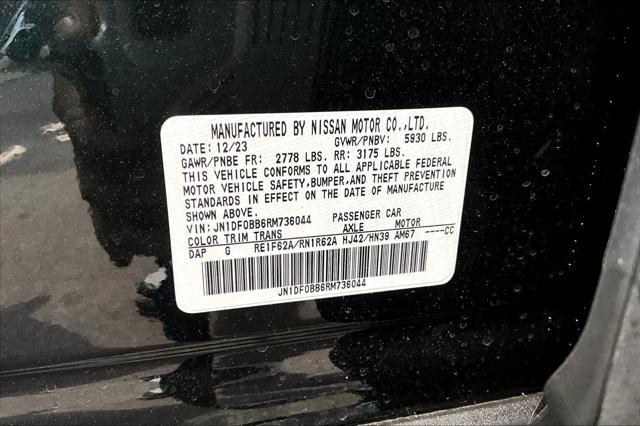 MANUFACTURED BY NISSAN MOTOR CO.,LTD.
DATE: 12/23 GVWR/PNBV: 5930 LBS.
GAWR/PNBE FR: 2778 LBS. RR: 3175 LBS.
THIS VEHICLE CONFORMS TO ALL APPLICABLE FEDERAL
MOTOR VEHICLE SAFETY,BUMPER,AND THEFT PREVENTION
STANDARDS IN EFFECT ON THE DATE OF MANUFACTURE
SHOWN ABOVE.
VIN: JN1DF0BB6RM736044 PASSENGER CAR
COLOR TRIM TRANS AXLE MOTOR
DAP G RE1F62A/RN1R62A HJ42/HN39 AM67 ----CC
JN1DF0BB6RM736044